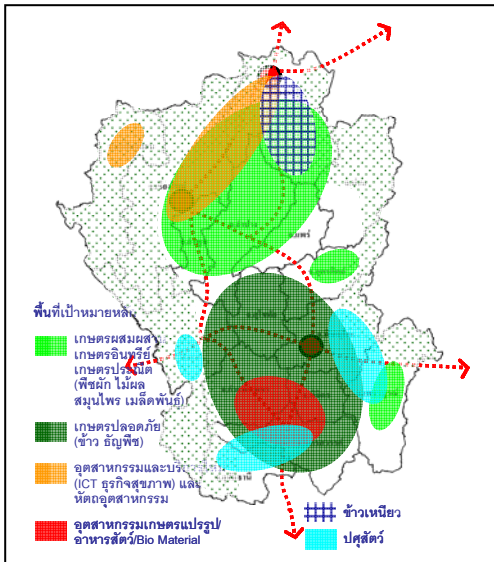 พื้นที่เป้าหมายหลัก
เกษตรผสมผสาน
เกษตรอินทรีย์
เกษตรประณีต
(พืชผัก ไม้ผล
สมุนไพร เมล็ดพันธุ์)
เกษตรปลอดภัย
(ข้าว ธัญพืช)
อุตสาหกรรมและบริการ
(ICT ธุรกิจสุขภาพ) และ
หัตถอุตสาหกรรม
อุตสาหกรรมเกษตรแปรรูป/
อาหารสัตว์/Bio Material
ข้าวเหนียว
ปศุสัตว์